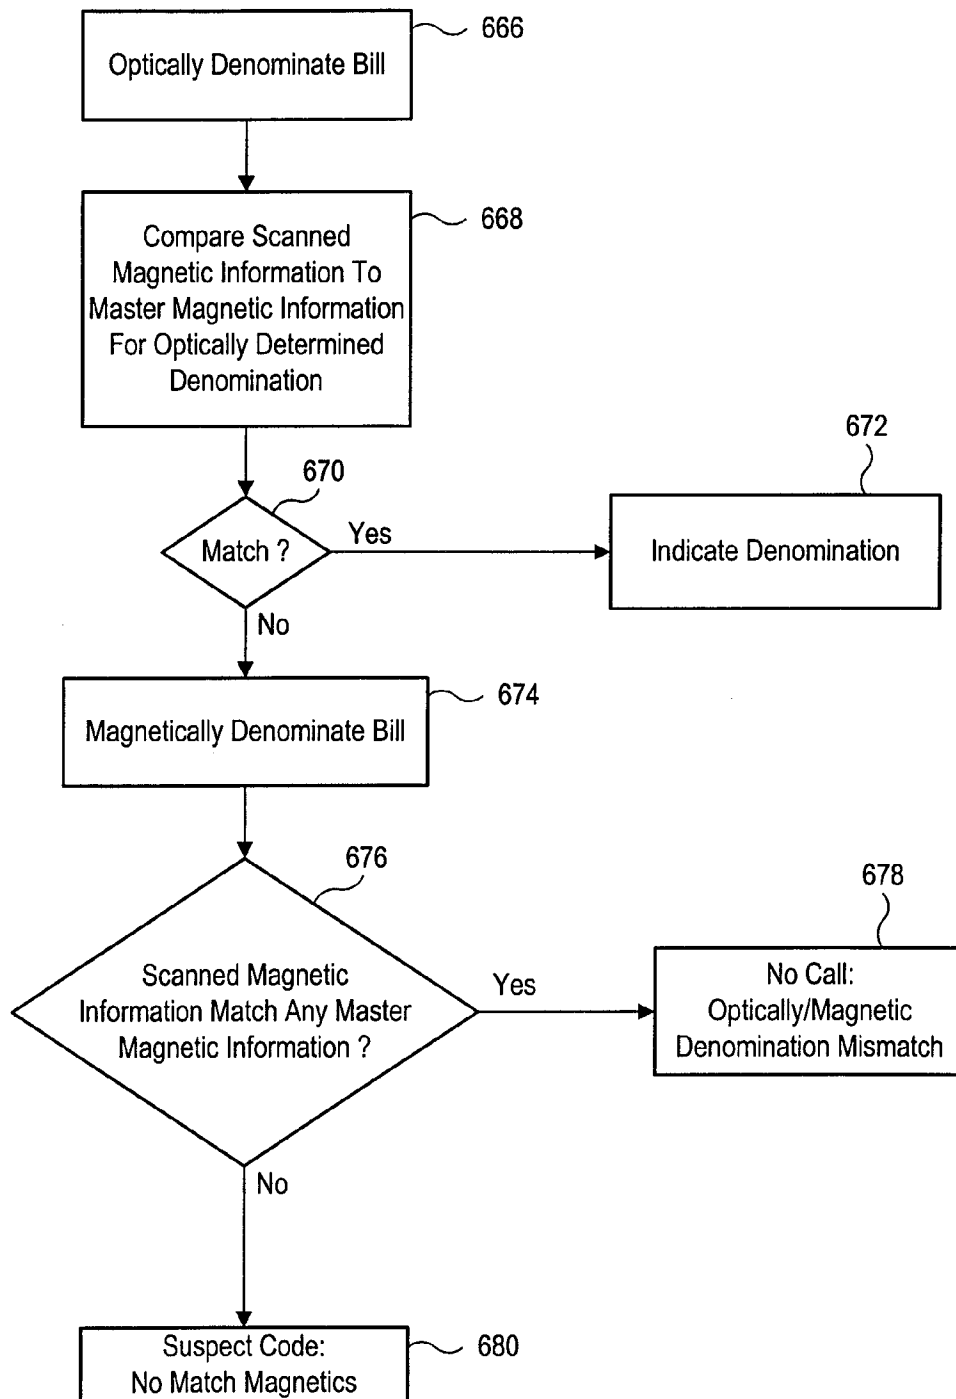 666
Optically Denominate Bill
668
Compare Scanned
Magnetic Information To
Master Magnetic Information
For Optically Determined
Denomination
672
670
Match ?
Yes
Indicate Denomination
No
674
Magnetically Denominate Bill
676
678
Scanned Magnetic
Information Match Any Master
Magnetic Information ?
Yes
No Call:
Optically/Magnetic
Denomination Mismatch
No
Suspect Code:
No Match Magnetics
680